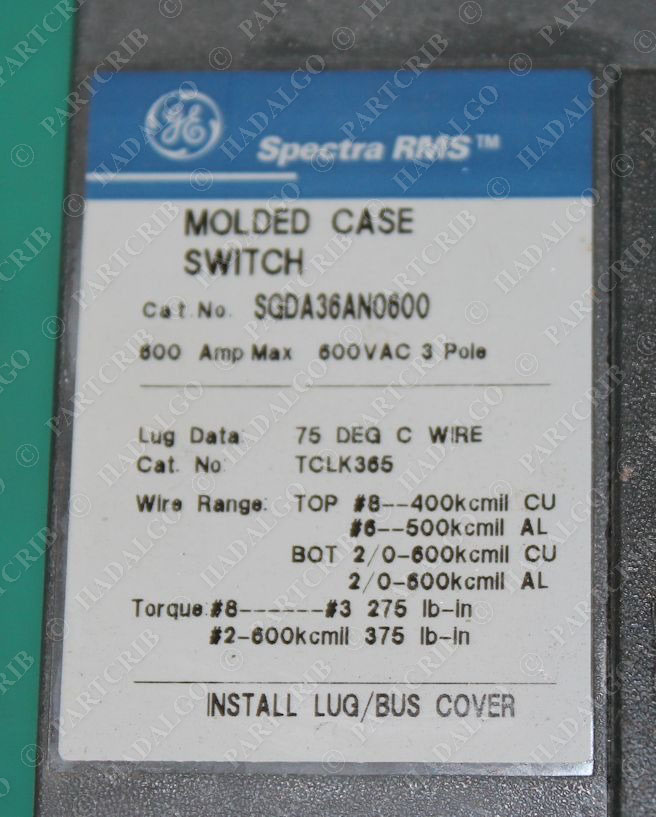 GE
Spectra RMS™
MOLDED CASE
SWITCH
Cat. No. SGDA36AN0600
600 Amp Max 600VAC 3 Pole
Lug Data: 75 DEG C WIRE
Cat. No: TCLK365
Wire Range: TOP #8--400kcmil CU
#6--500kcmil AL
BOT 2/0-600kcmil CU
2/0-600kcmil AL
Torque:#8------#3 275 lb-in
#2-600kcmil 375 lb-in
INSTALL LUG/BUS COVER
© PARTCRIB
© HADALGO